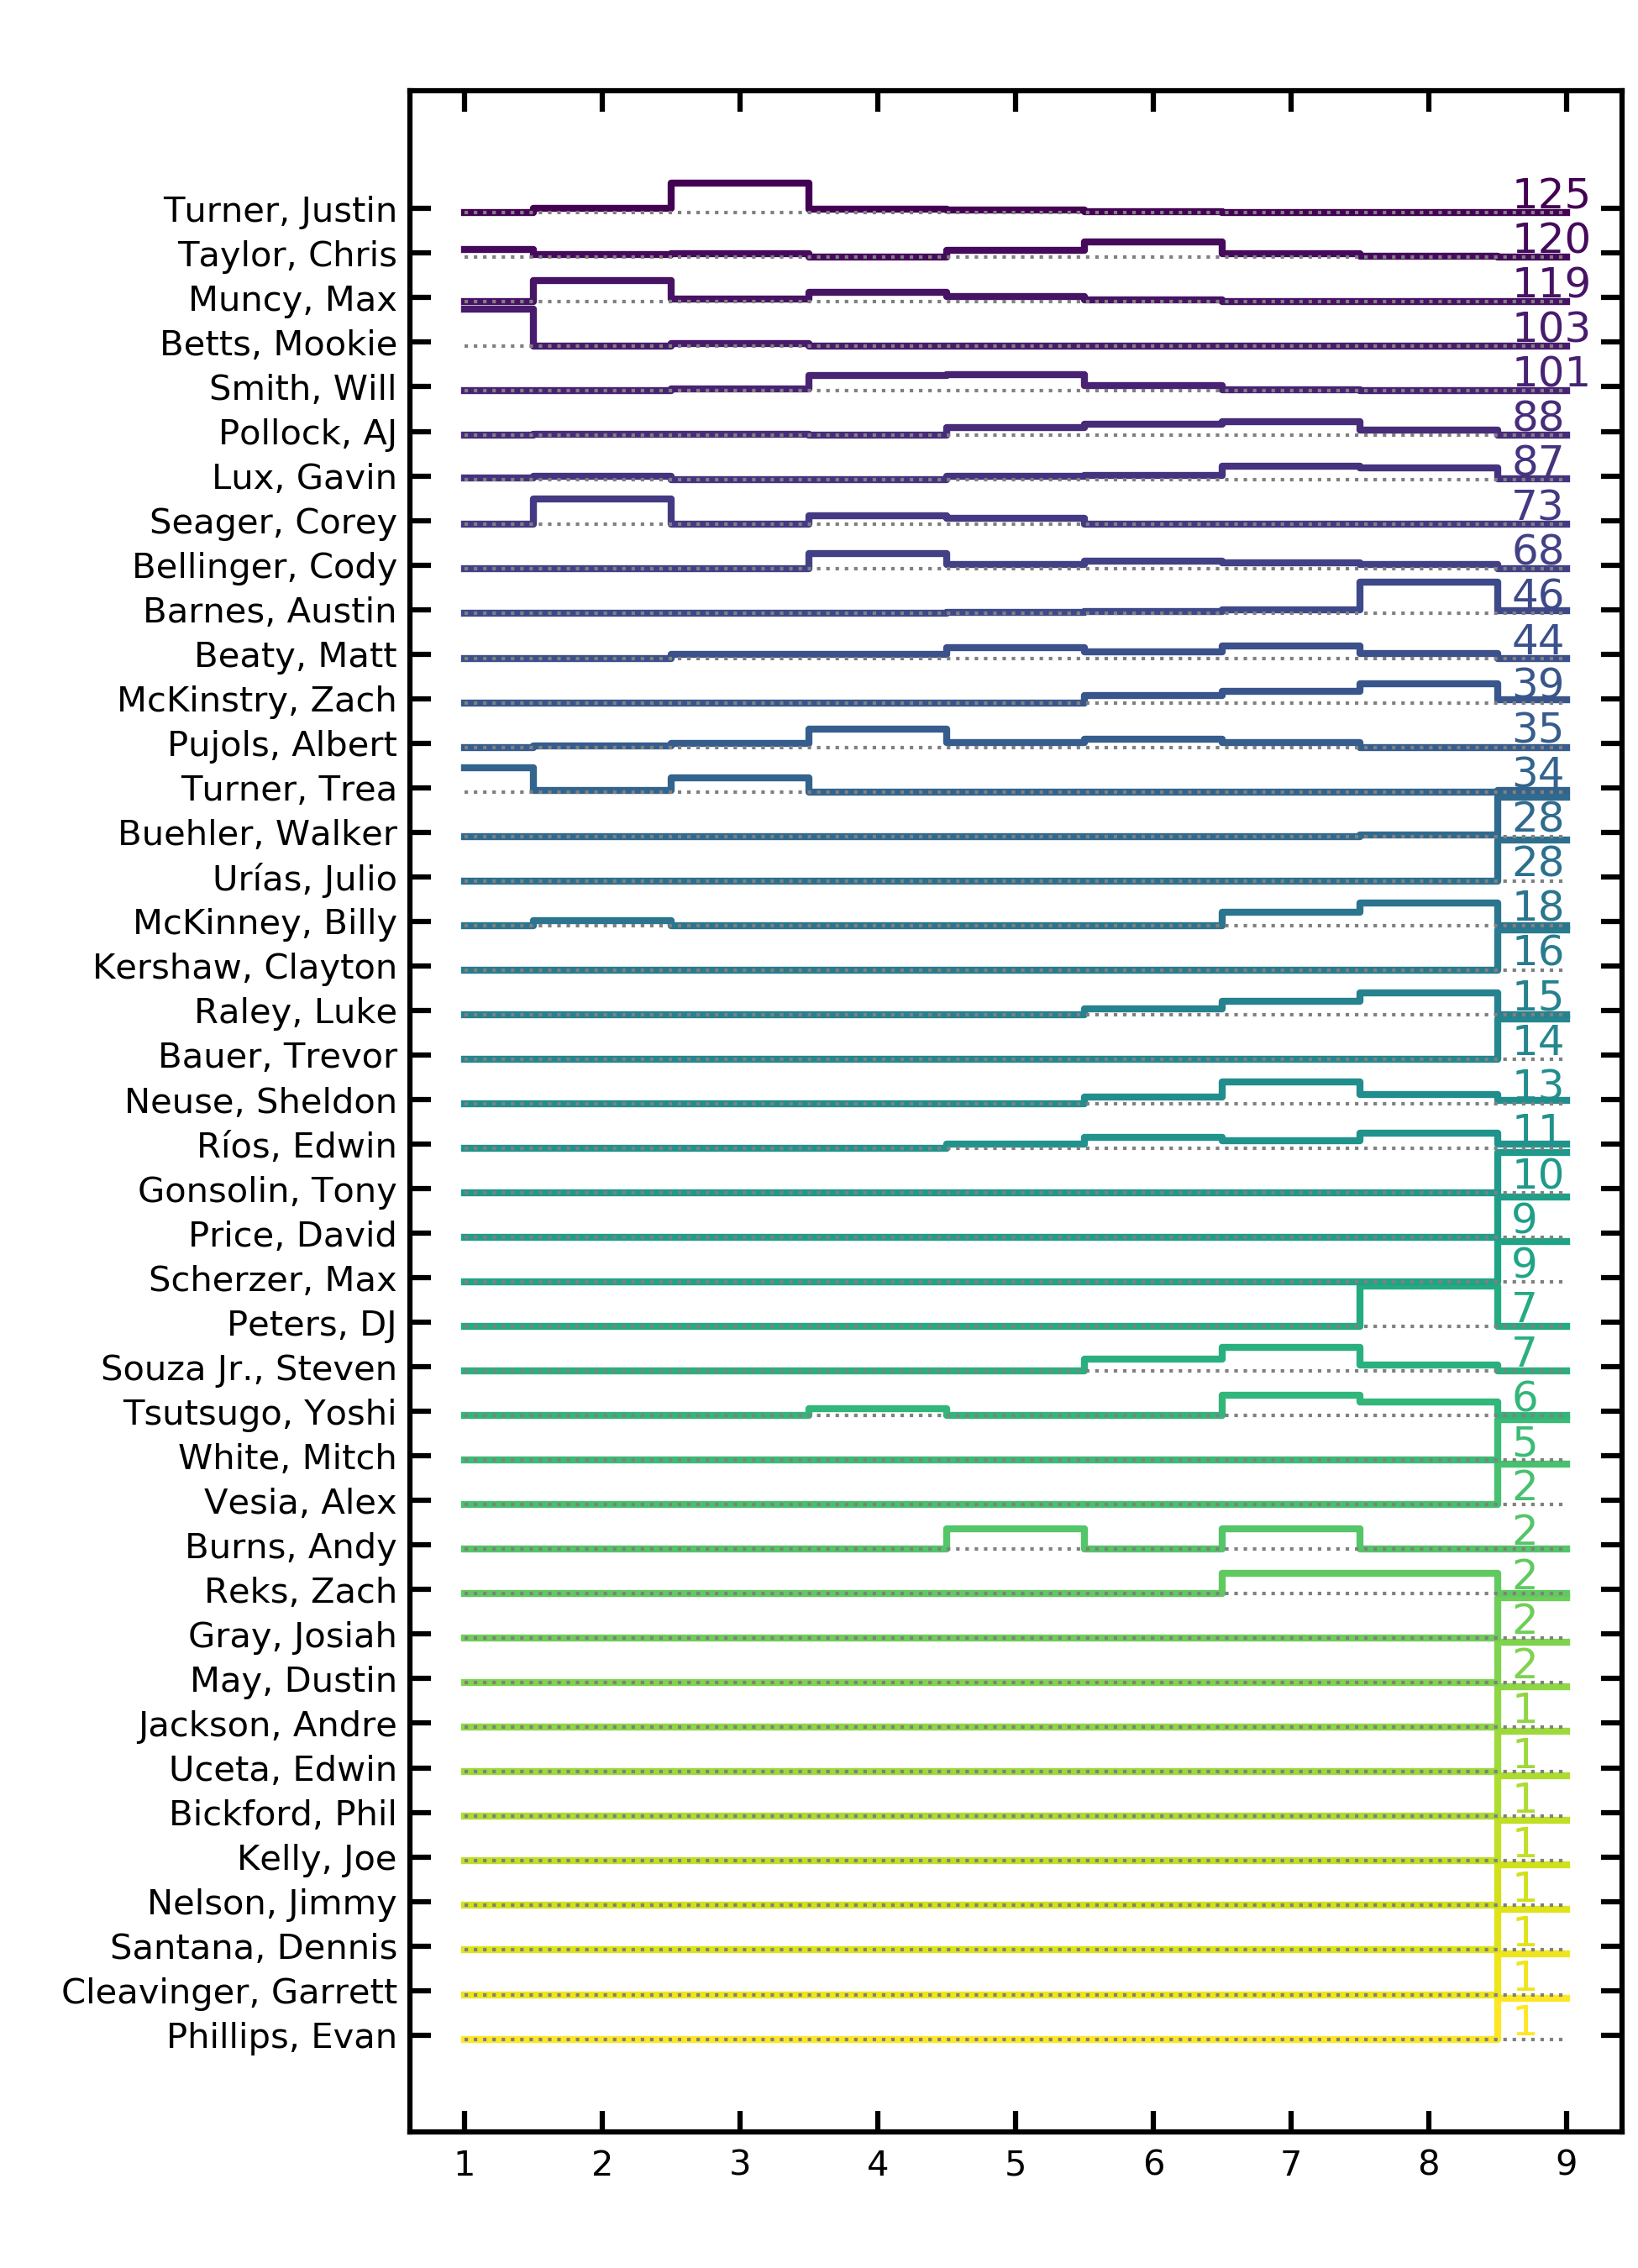 Turner, Justin 125
Taylor, Chris 120
Muncy, Max 119
Betts, Mookie 103
Smith, Will 101
Pollock, AJ 88
Lux, Gavin 87
Seager, Corey 73
Bellinger, Cody 68
Barnes, Austin 46
Beaty, Matt 44
McKinstry, Zach 39
Pujols, Albert 35
Turner, Trea 34
Buehler, Walker 28
Urías, Julio 28
McKinney, Billy 18
Kershaw, Clayton 16
Raley, Luke 15
Bauer, Trevor 14
Neuse, Sheldon 13
Ríos, Edwin 11
Gonsolin, Tony 10
Price, David 9
Scherzer, Max 9
Peters, DJ 7
Souza Jr., Steven 7
Tsutsugo, Yoshi 6
White, Mitch 5
Vesia, Alex 2
Burns, Andy 2
Reks, Zach 2
Gray, Josiah 2
May, Dustin 2
Jackson, Andre 1
Uceta, Edwin 1
Bickford, Phil 1
Kelly, Joe 1
Nelson, Jimmy 1
Santana, Dennis 1
Cleavinger, Garrett 1
Phillips, Evan 1
1 2 3 4 5 6 7 8 9